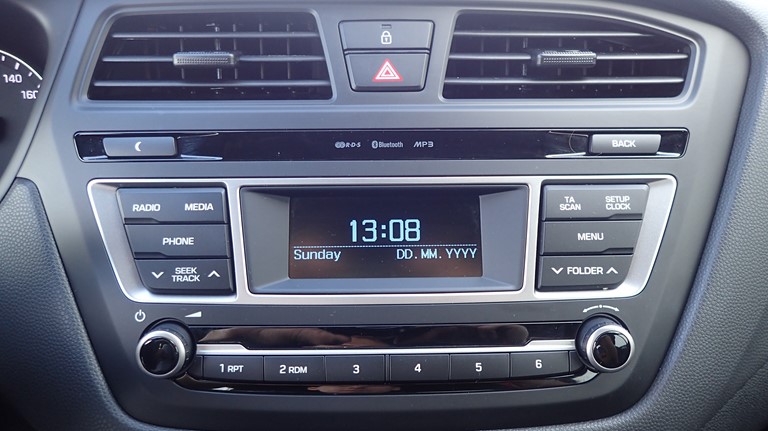 140
160
R·D·S Bluetooth MP3
BACK
RADIO MEDIA
PHONE
SEEK
TRACK
13:08
Sunday DD.MM.YYYY
TA
SCAN
SETUP
CLOCK
MENU
FOLDER
1 RPT 2 RDM 3 4 5 6